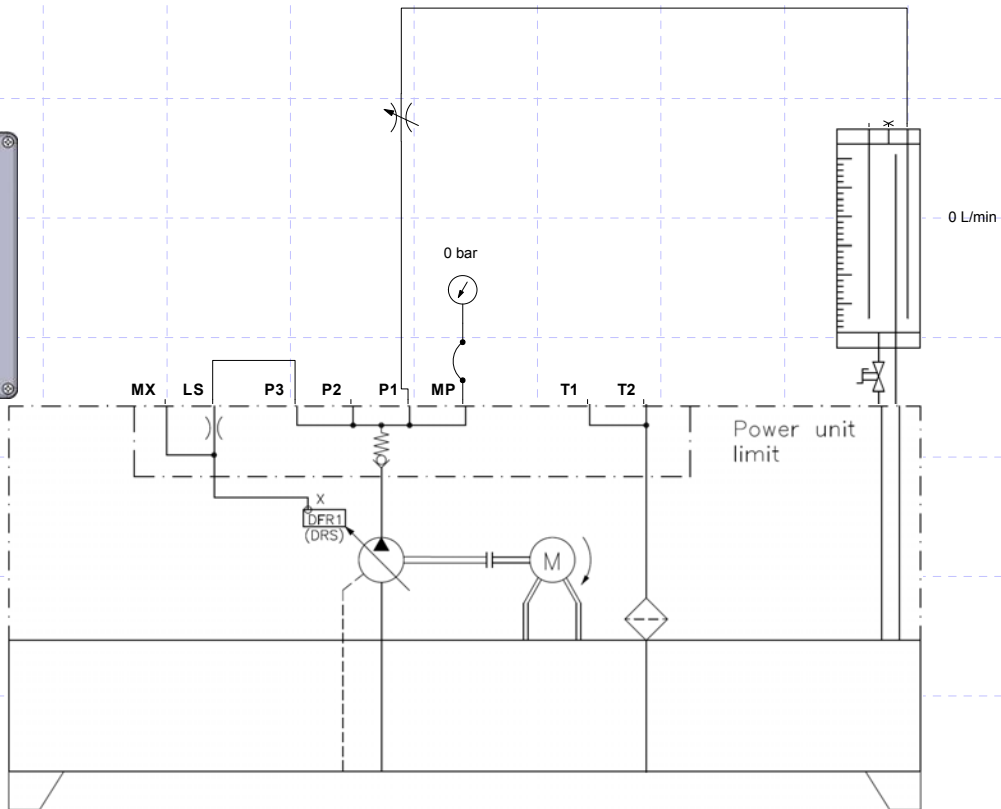 0 L/min
0 bar
MX LS P3 P2 P1 MP T1 T2
Power unit
limit
X
DFR1
(DRS)
M